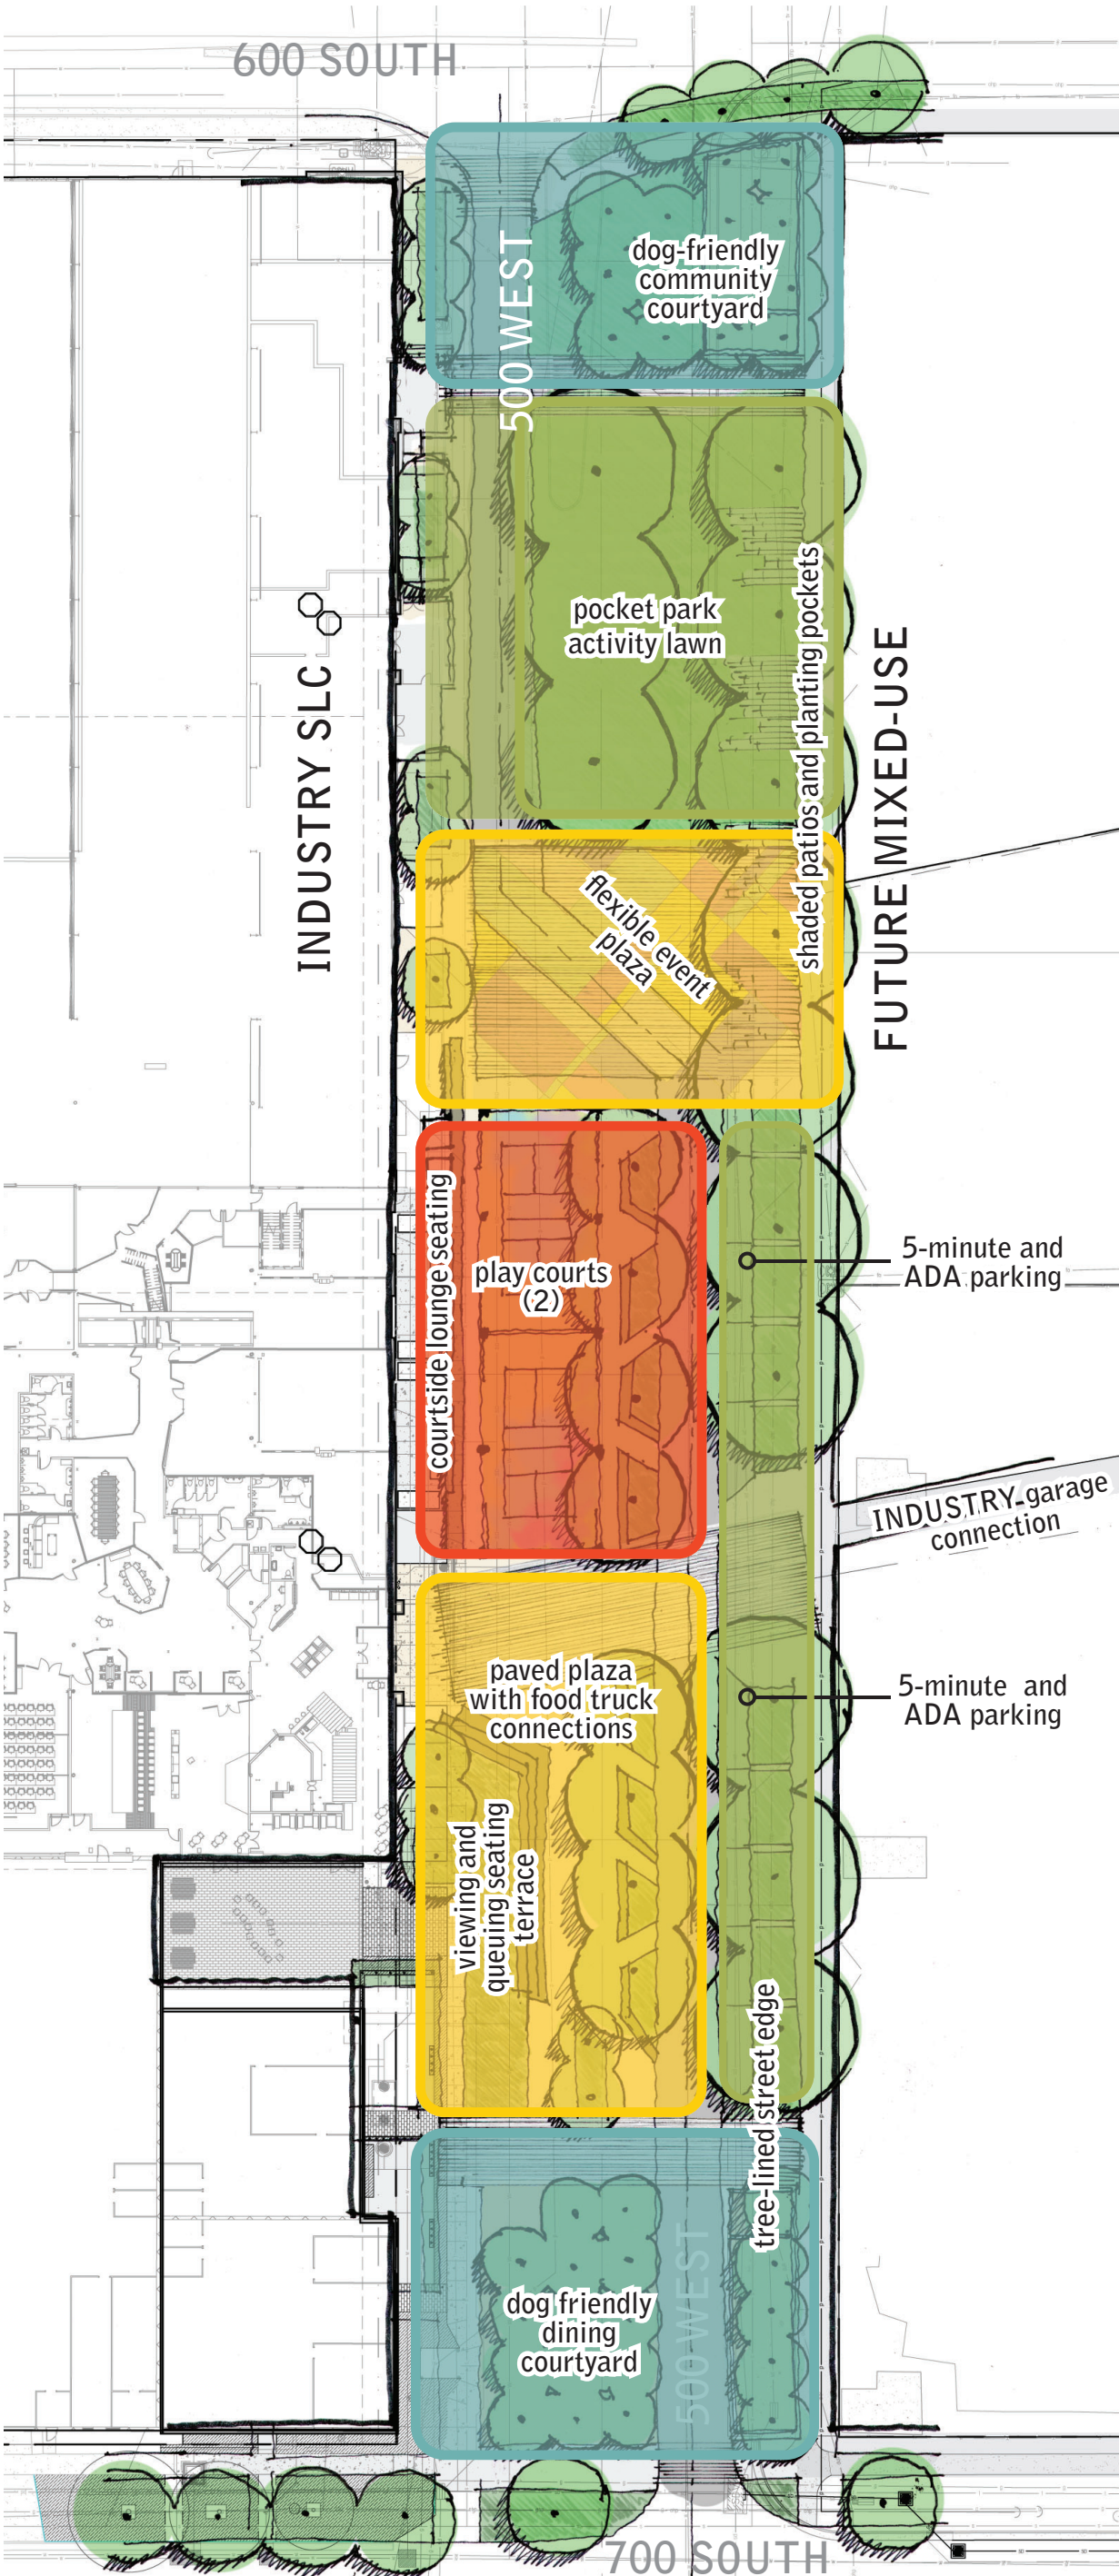 600 SOUTH
500 WEST
dog-friendly
community
courtyard
pocket park
activity lawn
shaded patios and planting pockets
INDUSTRY SLC
FUTURE MIXED-USE
flexible event
plaza
courtside lounge seating
play courts
(2)
5-minute and
ADA parking
INDUSTRY garage
connection
paved plaza
with food truck
connections
5-minute and
ADA parking
viewing and
queuing seating
terrace
tree-lined street edge
dog friendly
dining
courtyard
500 WEST
700 SOUTH